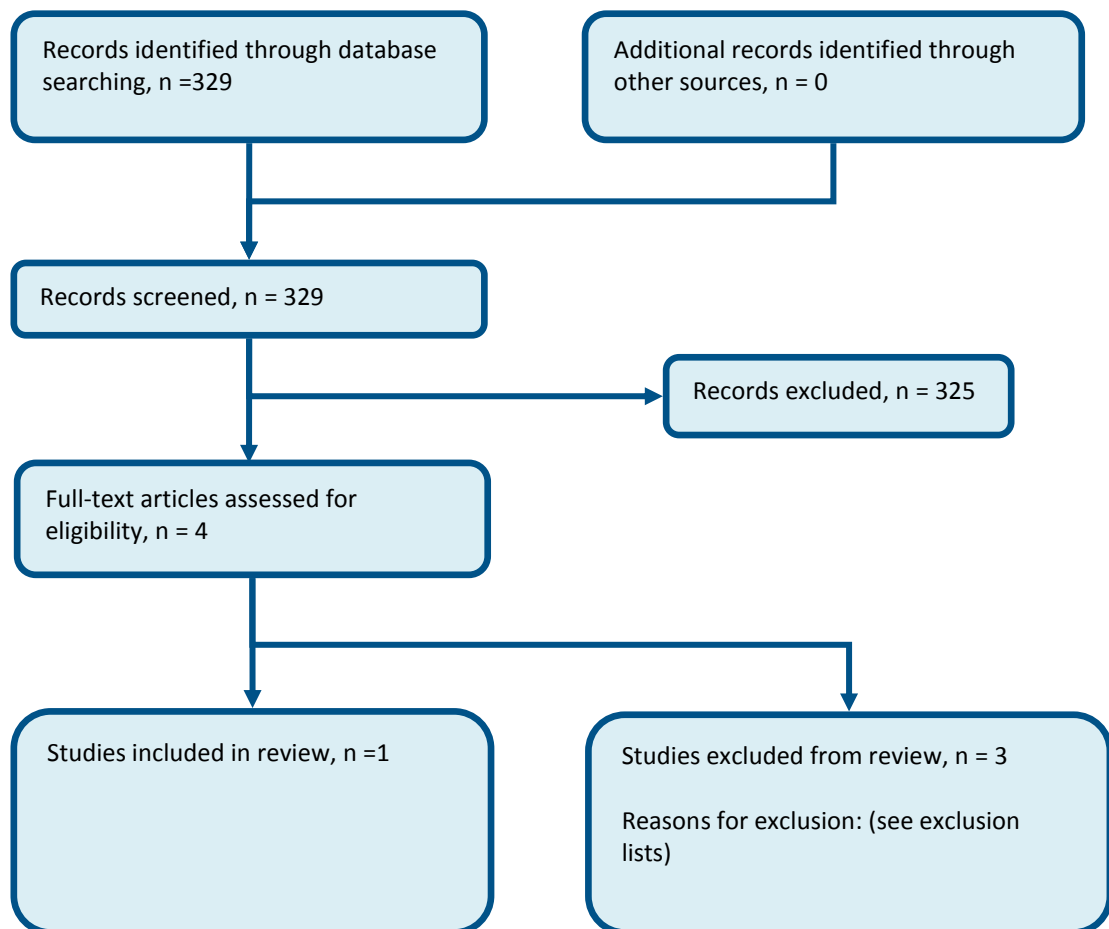 Records identified through database
searching, n =329
Additional records identified through
other sources, n = 0
Records screened, n = 329
Records excluded, n = 325
Full-text articles assessed for
eligibility, n = 4
Studies included in review, n =1
Studies excluded from review, n = 3
Reasons for exclusion: (see exclusion
lists)